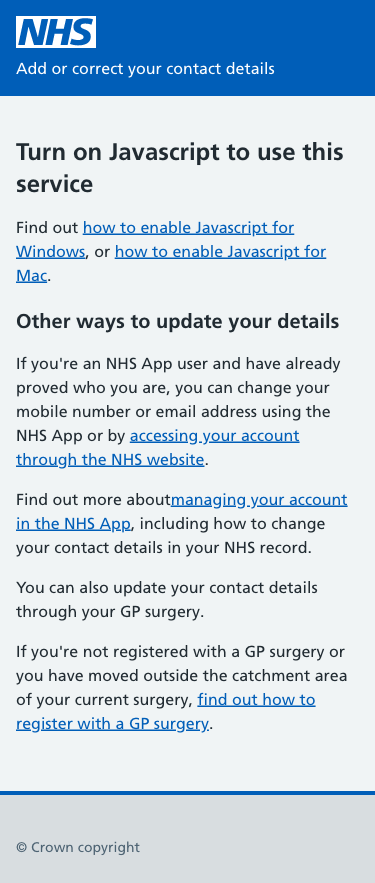 NHS
Add or correct your contact details
Turn on Javascript to use this
service
Find out how to enable Javascript for
Windows, or how to enable Javascript for
Mac.
Other ways to update your details
If you're an NHS App user and have already
proved who you are, you can change your
mobile number or email address using the
NHS App or by accessing your account
through the NHS website.
Find out more aboutmanaging your account
in the NHS App, including how to change
your contact details in your NHS record.
You can also update your contact details
through your GP surgery.
If you're not registered with a GP surgery or
you have moved outside the catchment area
of your current surgery, find out how to
register with a GP surgery.
© Crown copyright